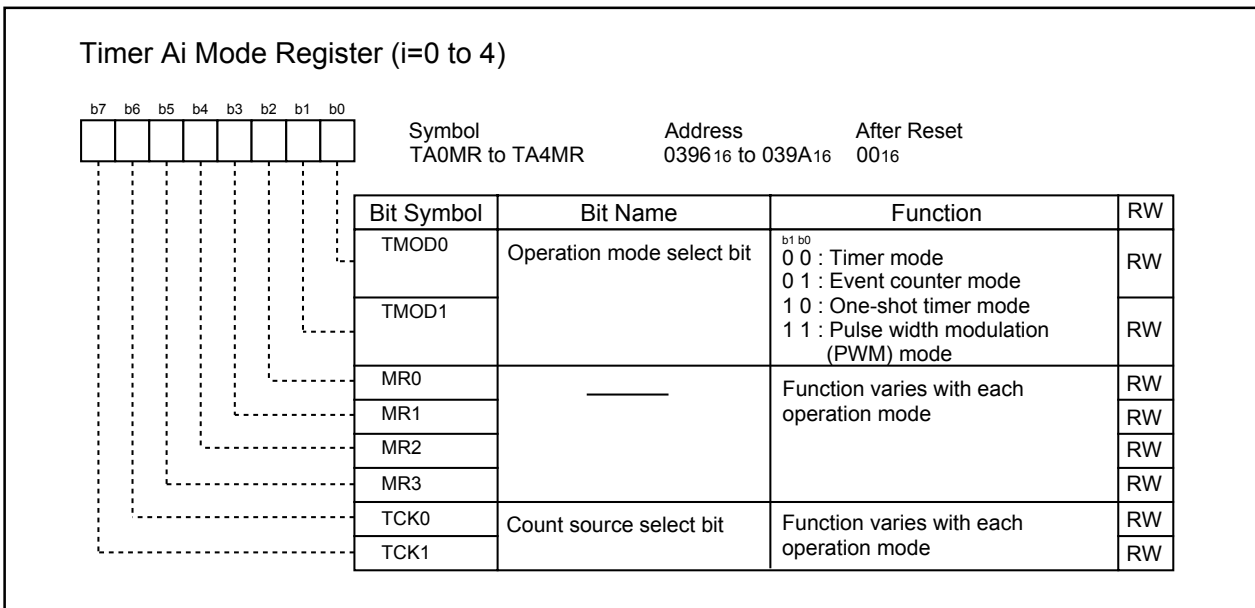 Timer Ai Mode Register (i=0 to 4)
b7 b6 b5 b4 b3 b2 b1 b0
Symbol Address After Reset
TA0MR to TA4MR 039616 to 039A16 0016
Bit Symbol Bit Name Function RW
TMOD0 Operation mode select bit b1 b0
0 0 : Timer mode RW
0 1 : Event counter mode
TMOD1 1 0 : One-shot timer mode
1 1 : Pulse width modulation RW
(PWM) mode
MR0 Function varies with each RW
MR1 operation mode RW
MR2 RW
MR3 RW
TCK0 Count source select bit Function varies with each RW
TCK1 operation mode RW